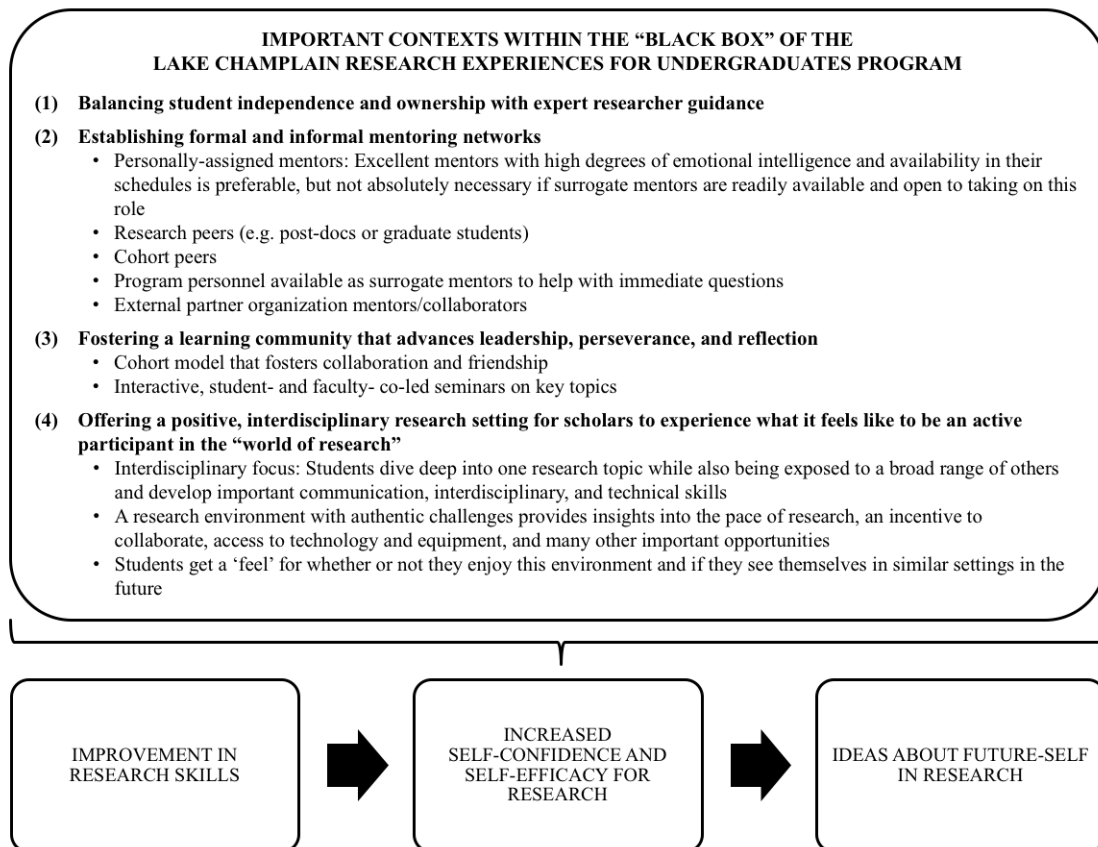 IMPORTANT CONTEXTS WITHIN THE “BLACK BOX” OF THE
LAKE CHAMPLAIN RESEARCH EXPERIENCES FOR UNDERGRADUATES PROGRAM
(1) Balancing student independence and ownership with expert researcher guidance
(2) Establishing formal and informal mentoring networks
• Personally-assigned mentors: Excellent mentors with high degrees of emotional intelligence and availability in their
schedules is preferable, but not absolutely necessary if surrogate mentors are readily available and open to taking on this
role
• Research peers (e.g. post-docs or graduate students)
• Cohort peers
• Program personnel available as surrogate mentors to help with immediate questions
• External partner organization mentors/collaborators
(3) Fostering a learning community that advances leadership, perseverance, and reflection
• Cohort model that fosters collaboration and friendship
• Interactive, student- and faculty- co-led seminars on key topics
(4) Offering a positive, interdisciplinary research setting for scholars to experience what it feels like to be an active
participant in the “world of research”
• Interdisciplinary focus: Students dive deep into one research topic while also being exposed to a broad range of others
and develop important communication, interdisciplinary, and technical skills
• A research environment with authentic challenges provides insights into the pace of research, an incentive to
collaborate, access to technology and equipment, and many other important opportunities
• Students get a ‘feel’ for whether or not they enjoy this environment and if they see themselves in similar settings in the
future
IMPROVEMENT IN
RESEARCH SKILLS
INCREASED
SELF-CONFIDENCE AND
SELF-EFFICACY FOR
RESEARCH
IDEAS ABOUT FUTURE-SELF
IN RESEARCH